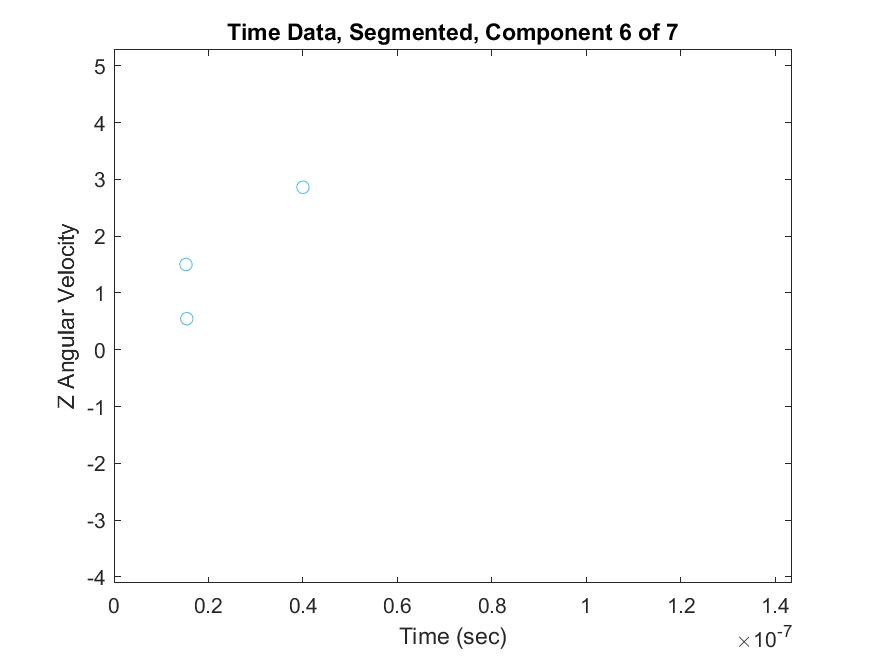 Time Data, Segmented, Component 6 of 7
5
4
3
2
1
0
-1
-2
-3
-4
Z Angular Velocity
0 0.2 0.4 0.6 0.8 1 1.2 1.4
Time (sec)
×10-7